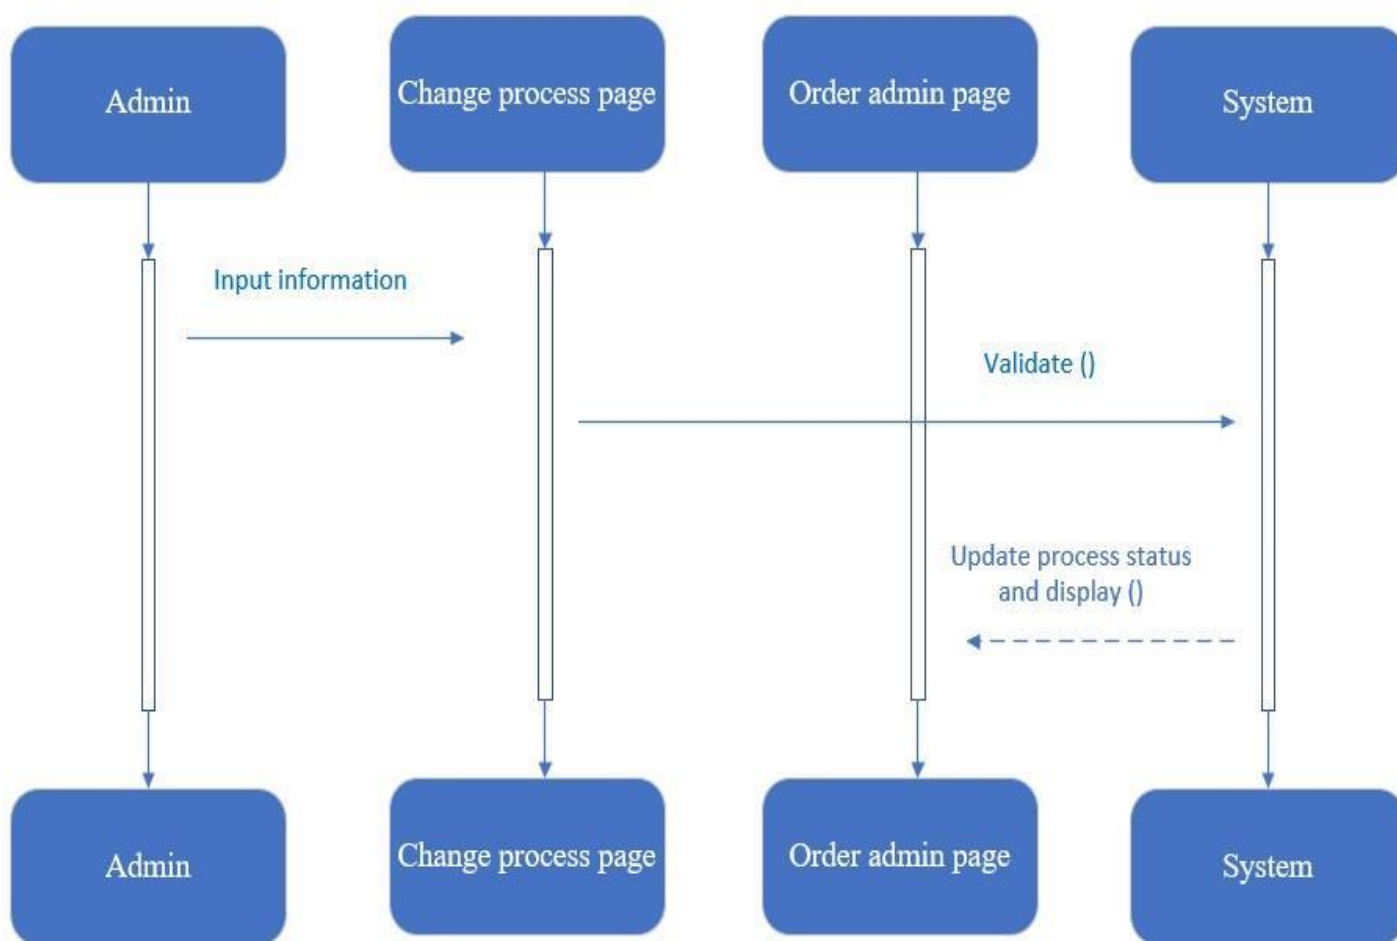 Admin
Change process page
Order admin page
System
Input information
Validate ()
Update process status
and display ()
Admin
Change process page
Order admin page
System